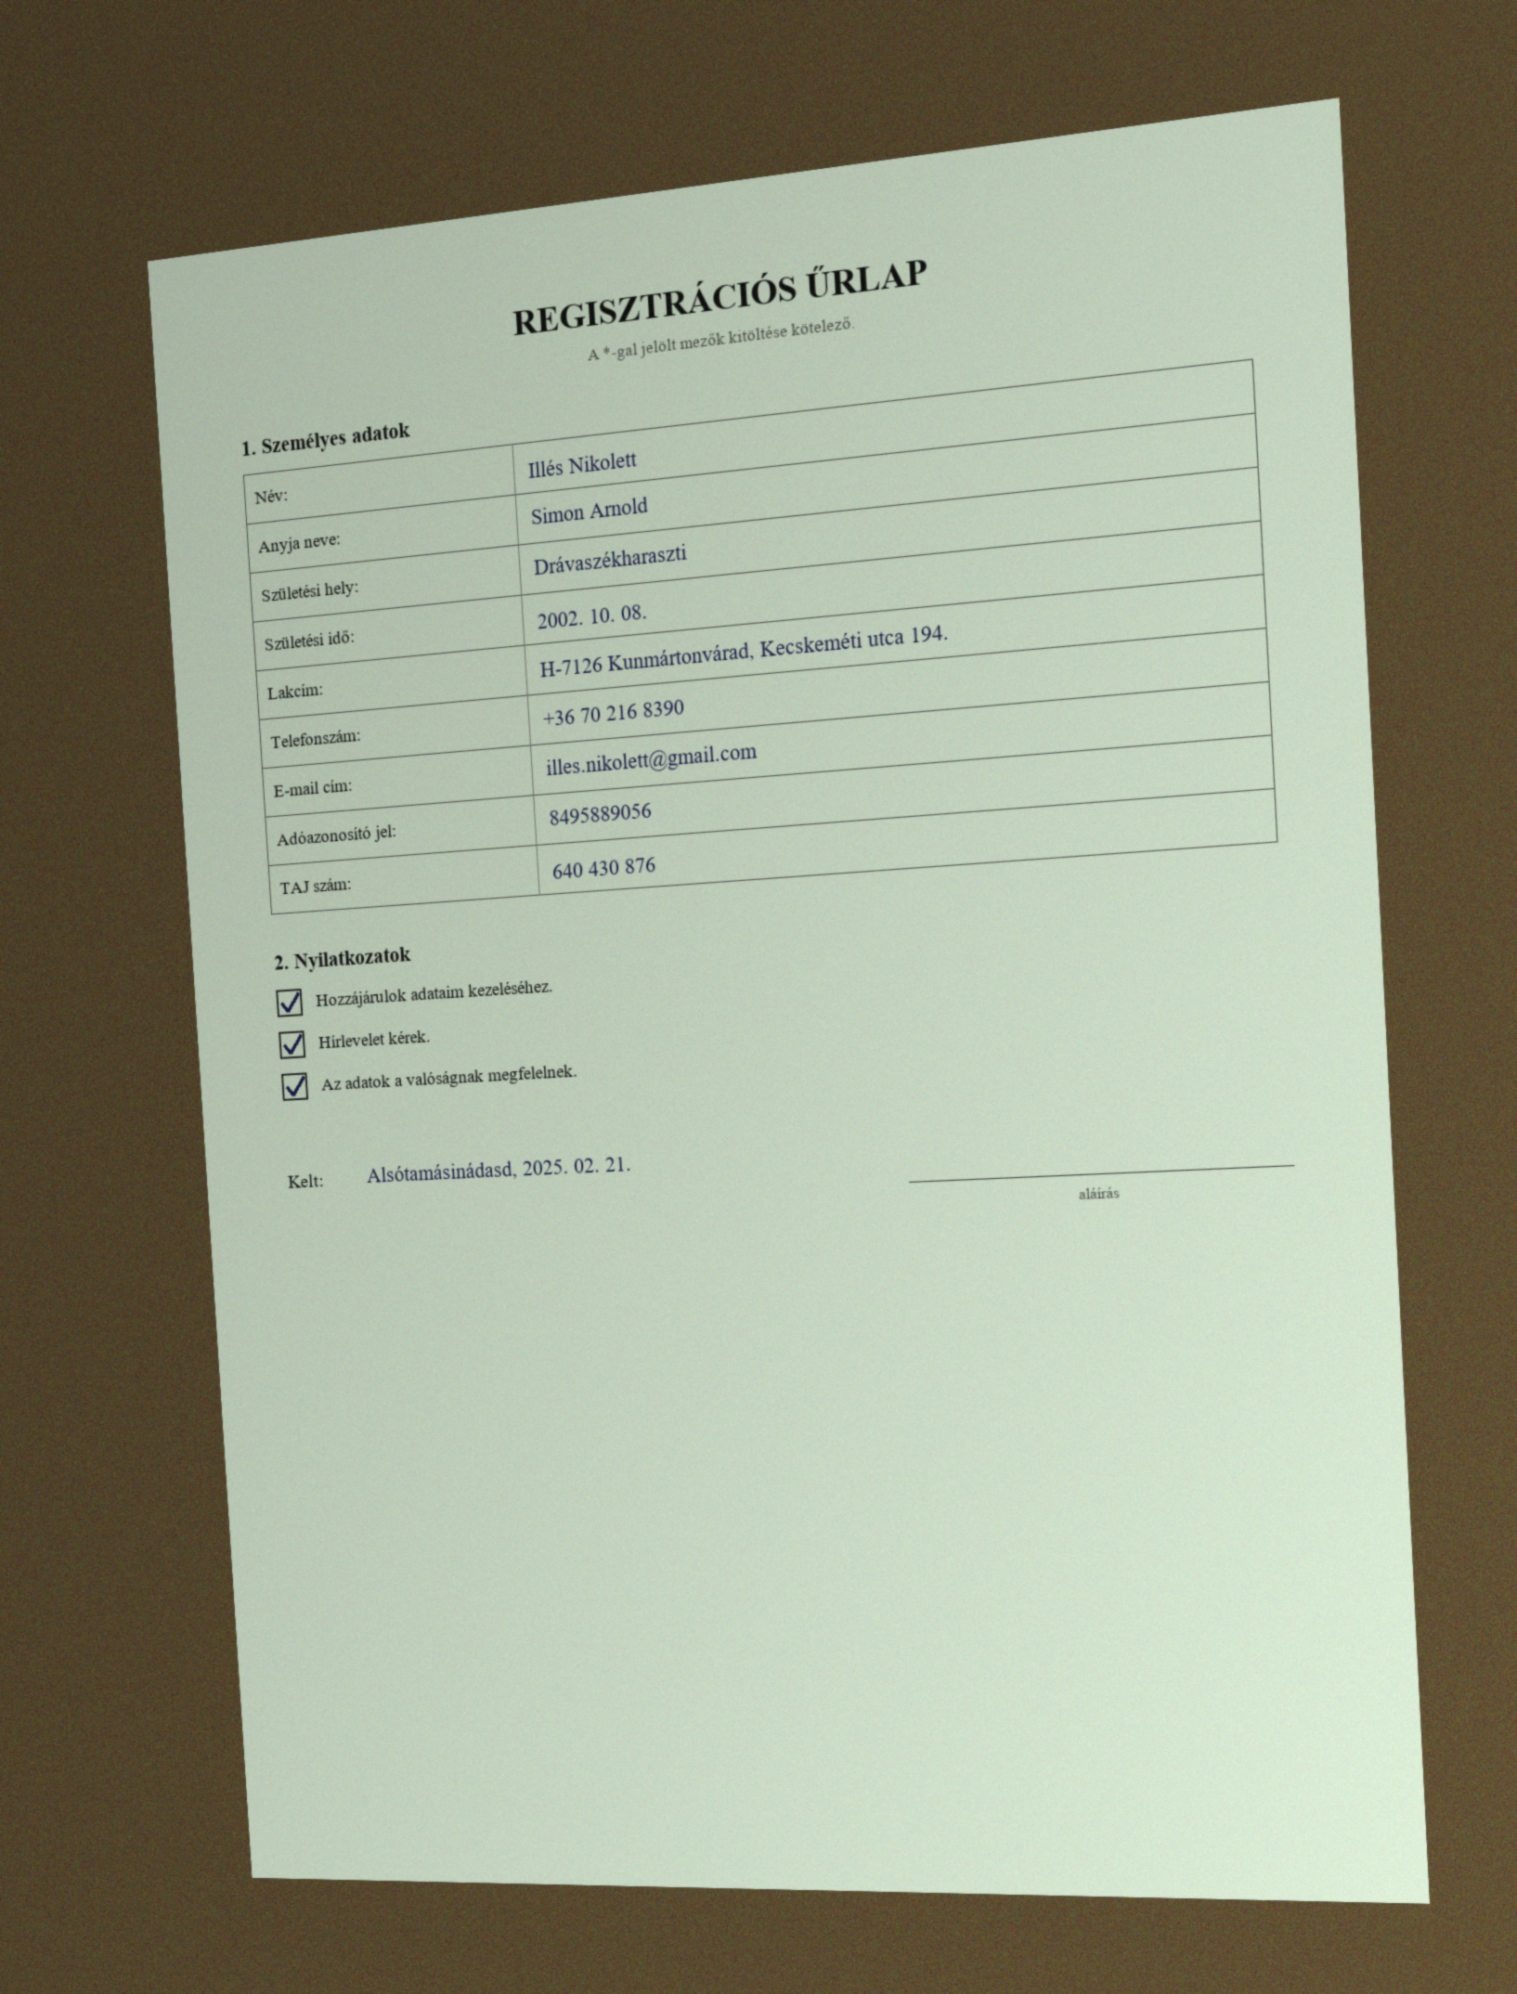 REGISZTRÁCIÓS ŰRLAP
A *-gal jelölt mezők kitöltése kötelező.
1. Személyes adatok
Név: Illés Nikolett
Anyja neve: Simon Arnold
Születési hely: Drávaszékharaszti
Születési idő: 2002. 10. 08.
Lakcím: H-7126 Kunmártonvárad, Kecskeméti utca 194.
Telefonszám: +36 70 216 8390
E-mail cím: illes.nikolett@gmail.com
Adóazonosító jel: 8495889056
TAJ szám: 640 430 876
2. Nyilatkozatok
Hozzájárulok adataim kezeléséhez.
Hírlevelet kérek.
Az adatok a valóságnak megfelelnek.
Kelt: Alsótamásinádasd, 2025. 02. 21.
aláírás